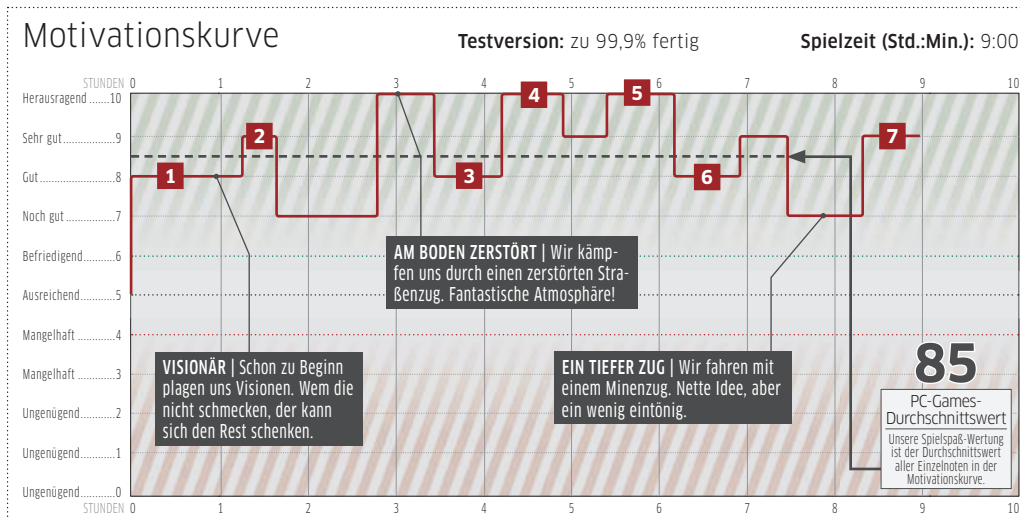 Motivationskurve
Testversion: zu 99,9% fertig
Spielzeit (Std.:Min.): 9:00
STUNDEN 0 1 2 3 4 5 6 7 8 9 10
Herausragend ......10
Sehr gut ..............9
Gut ....................8
Noch gut .............7
Befriedigend.........6
Ausreichend..........5
Mangelhaft ...........4
Mangelhaft ...........3
Ungenügend..........2
Ungenügend..........1
Ungenügend..........0
STUNDEN 0 1 2 3 4 5 6 7 8 9 10
1
2
3
4
5
6
7
AM BODEN ZERSTÖRT | Wir kämp-
fen uns durch einen zerstörten Stra-
ßenzug. Fantastische Atmosphäre!
VISIONÄR | Schon zu Beginn
plagen uns Visionen. Wem die
nicht schmecken, der kann
sich den Rest schenken.
EIN TIEFER ZUG | Wir fahren mit
einem Minenzug. Nette Idee, aber
ein wenig eintönig.
85
PC-Games-
Durchschnittswert
Unsere Spielspaß-Wertung
ist der Durchschnittswert
aller Einzelnoten in der
Motivationskurve.